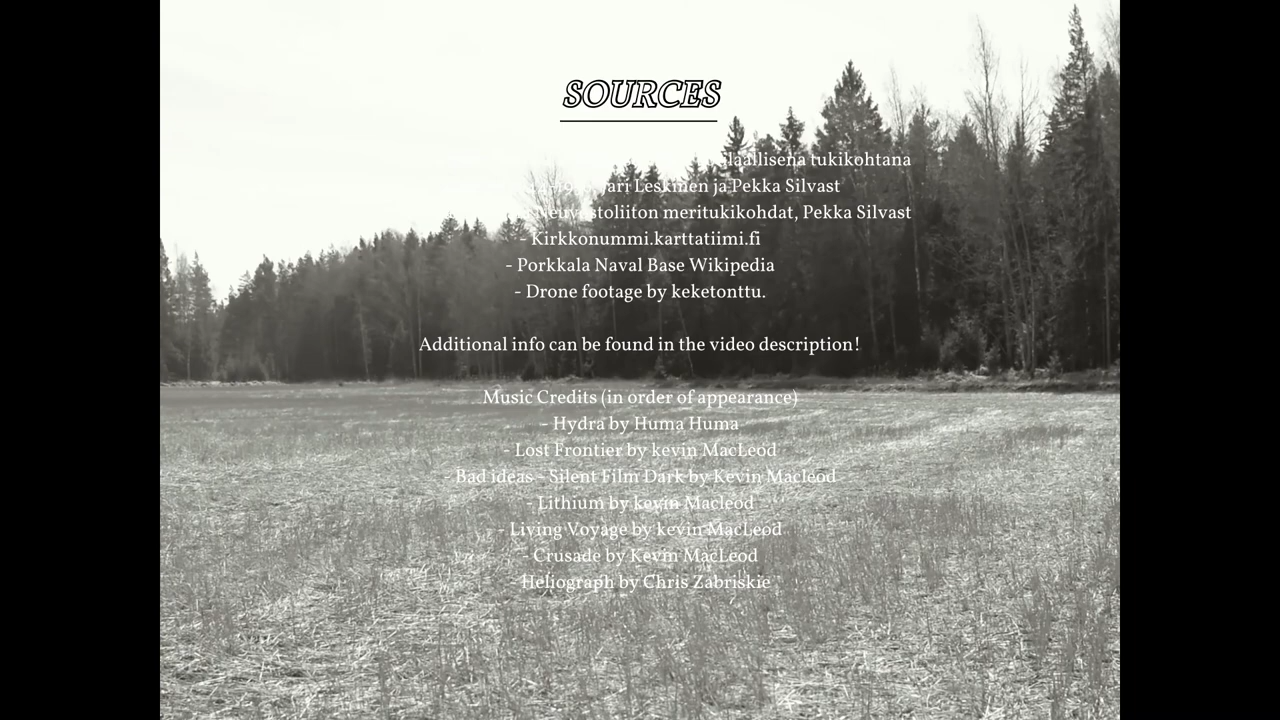 SOURCES
tukikohtana
Jari Leskinen ja Pekka Silvast
Neuvostoliiton meritukikohdat, Pekka Silvast
- Kirkkonummi.karttatiimi.fi
- Porkkala Naval Base Wikipedia
- Drone footage by keketonttu.
Additional info can be found in the video description!
Music Credits (in order of appearance)
- Hydra by Huma Huma
- Lost Frontier by kevin MacLeod
- Bad ideas - Silent Film Dark by Kevin Macleod
- Lithium by kevin Macleod
- Living Voyage by kevin MacLeod
- Crusade by Kevin MacLeod
- Heliograph by Chris Zabriskie